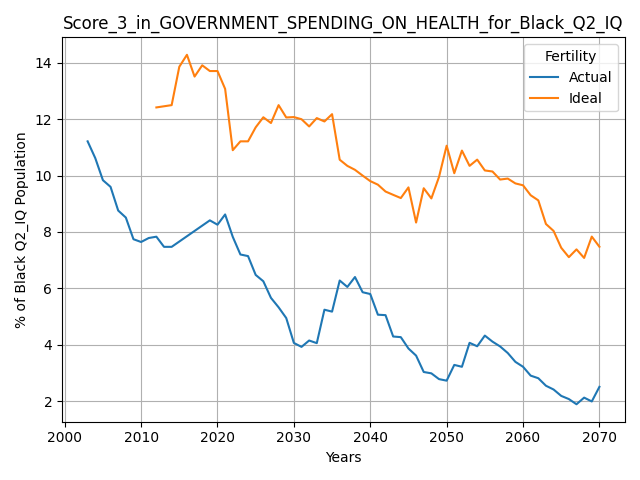 Score_3_in_GOVERNMENT_SPENDING_ON_HEALTH_for_Black_Q2_IQ
Fertility
Actual
Ideal
% of Black Q2_IQ Population
14
12
10
8
6
4
2
2000 2010 2020 2030 2040 2050 2060 2070
Years